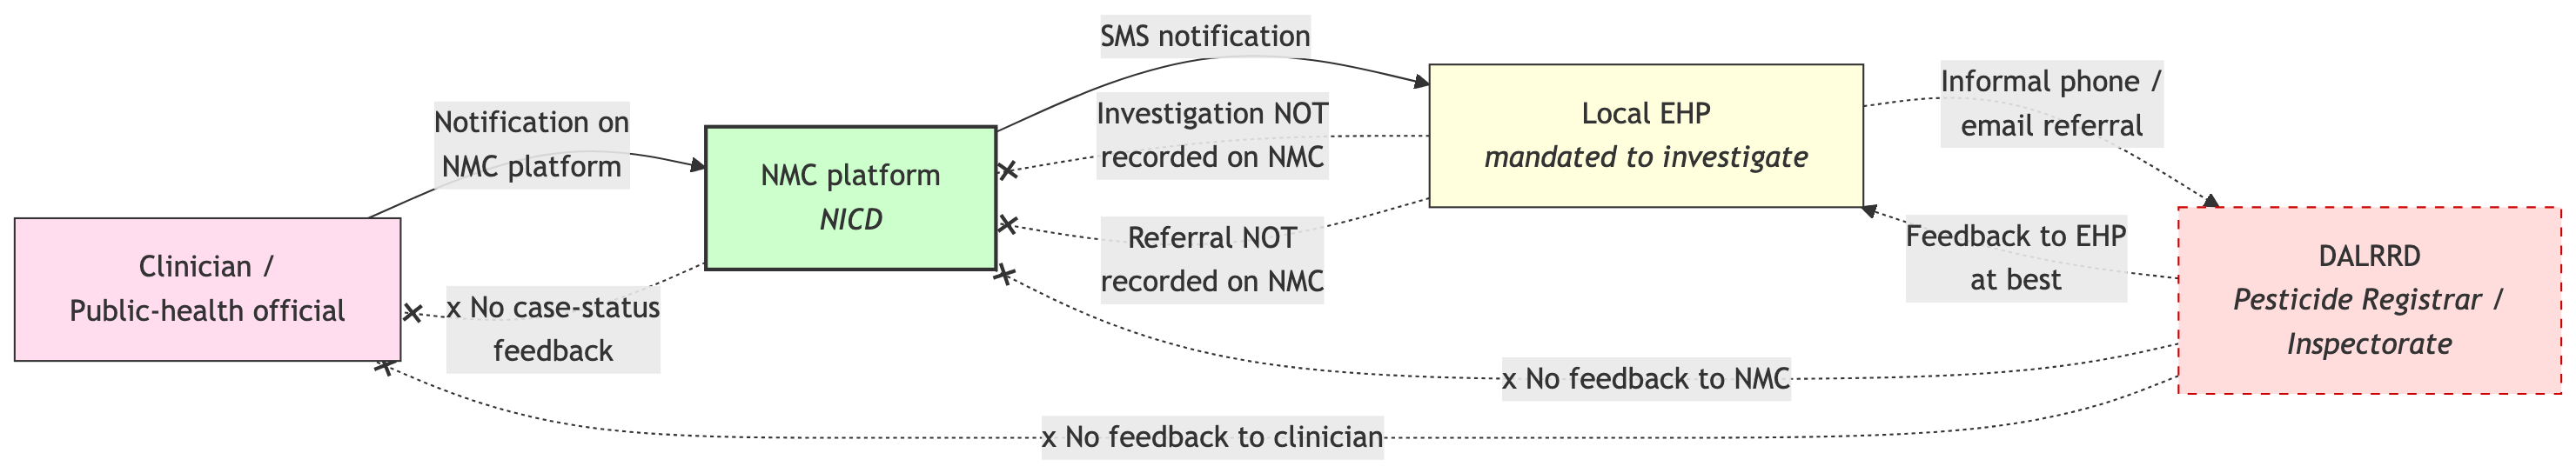 SMS notification
Notification on
NMC platform
Investigation NOT
recorded on NMC
Informal phone /
email referral
Local EHP
mandated to investigate
NMC platform
NICD
Clinician /
Public-health official
x No case-status
feedback
Referral NOT
recorded on NMC
Feedback to EHP
at best
DALRRD
Pesticide Registrar /
Inspectorate
x No feedback to NMC
x No feedback to clinician